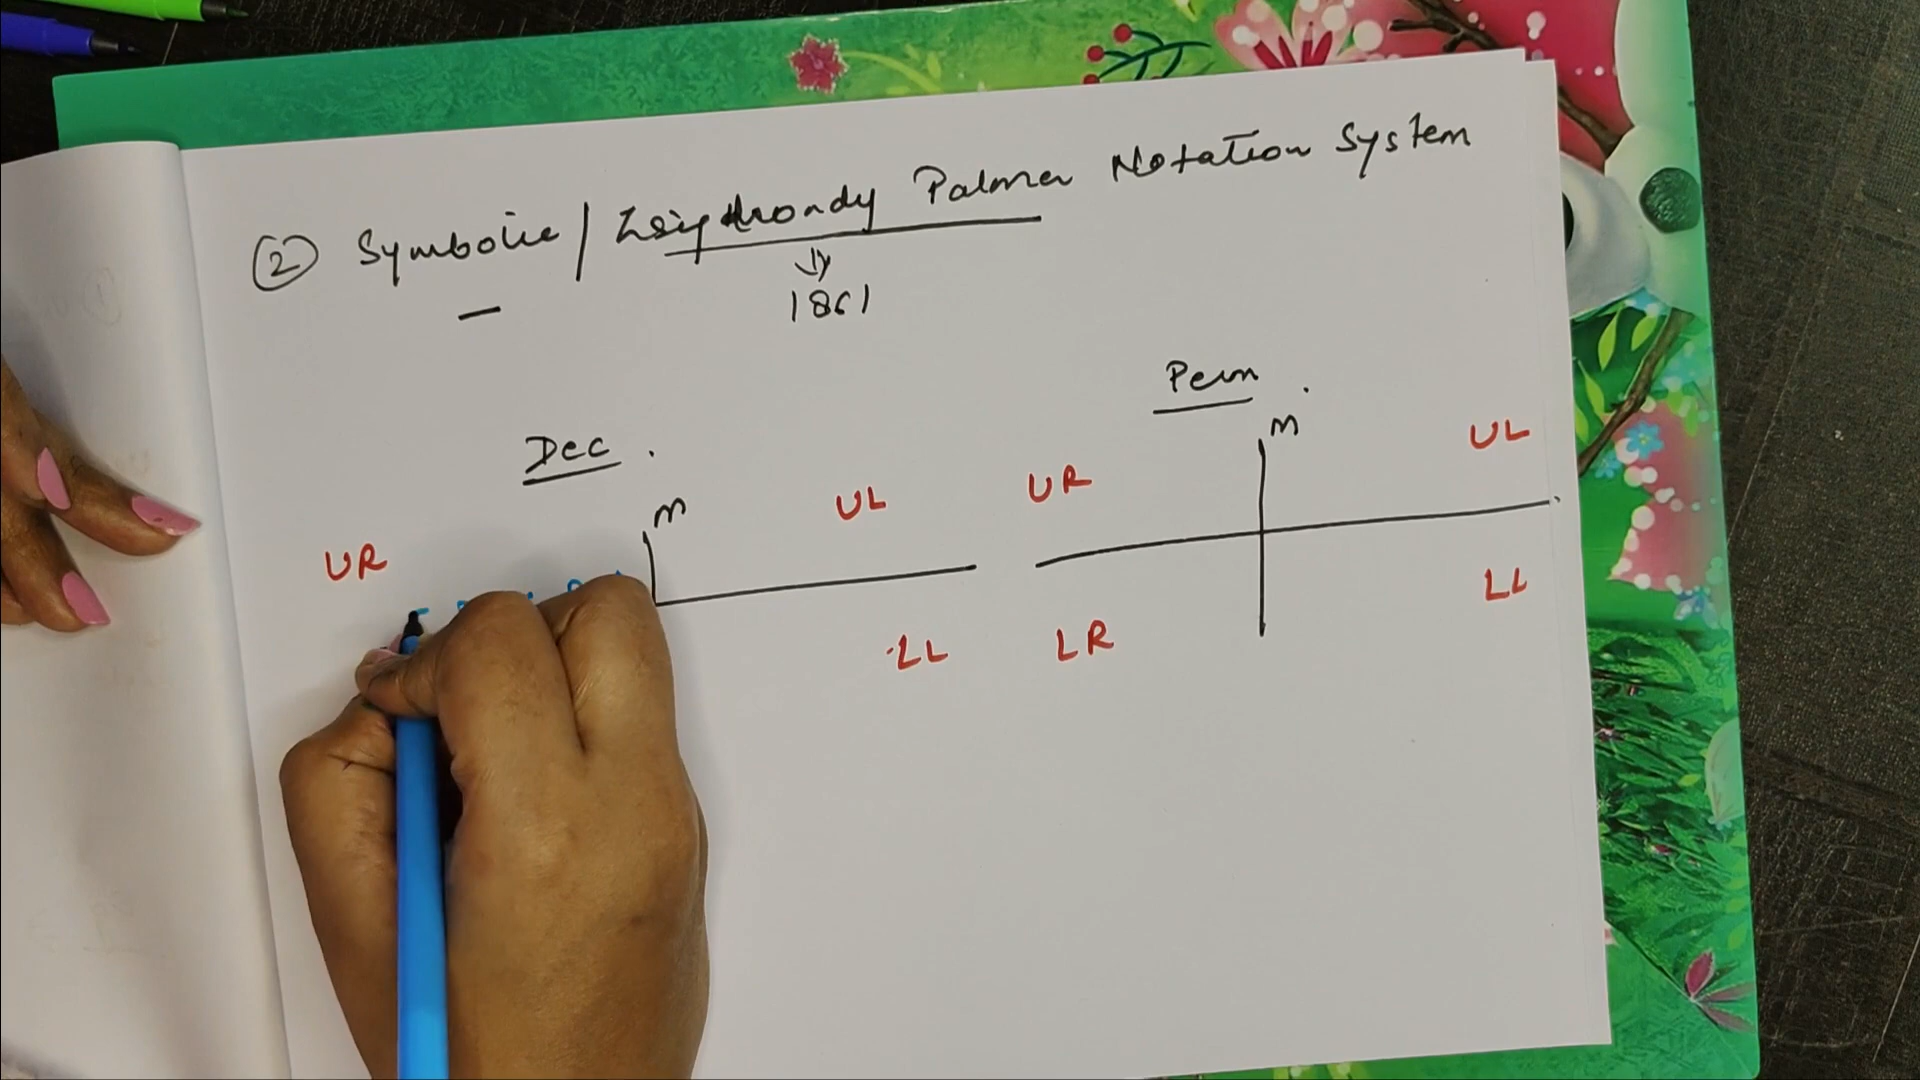 ② Symbolic / Zsigmondy Palmer Notation System
1861
Perm .
Dec .
M UL
M UL UR
UR
LL
LL LR